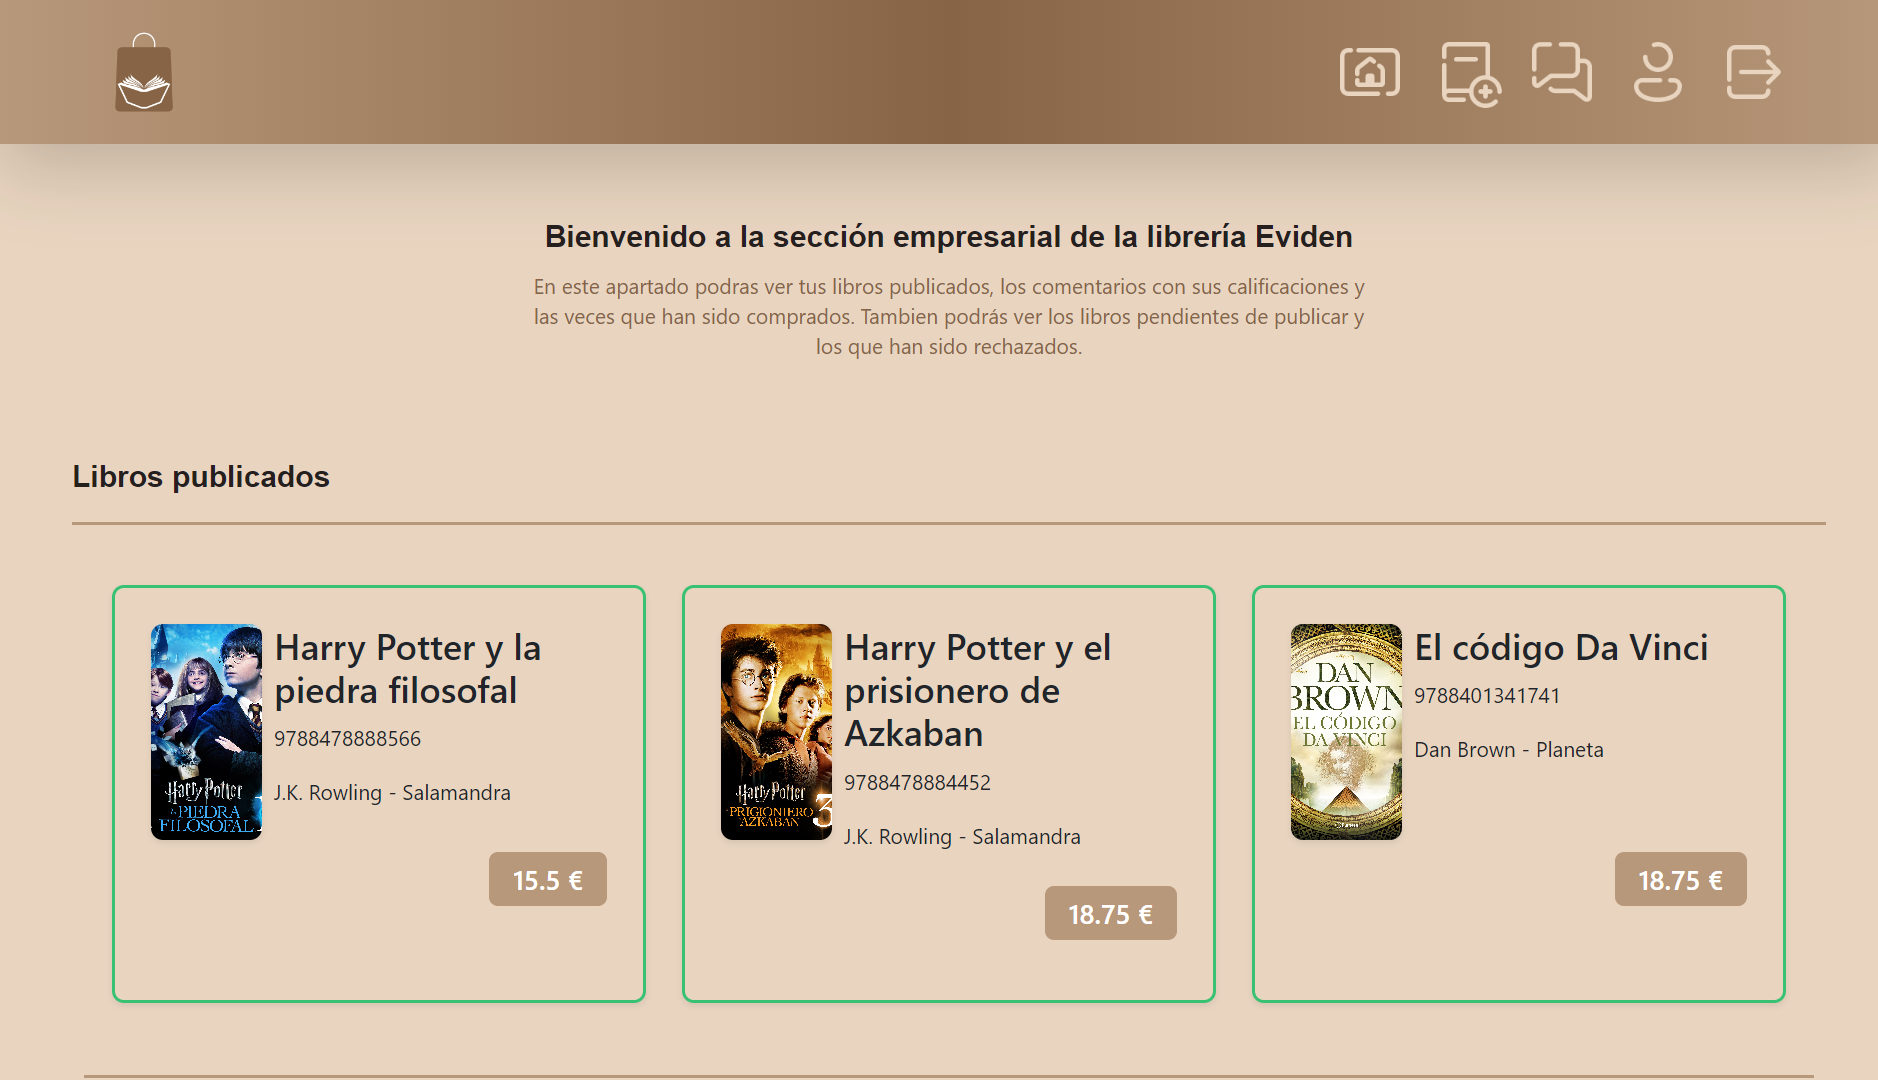 Bienvenido a la sección empresarial de la librería Eviden
En este apartado podras ver tus libros publicados, los comentarios con sus calificaciones y
las veces que han sido comprados. Tambien podrás ver los libros pendientes de publicar y
los que han sido rechazados.
Libros publicados
Harry Potter
PIEDRA
FILOSOFAL
Harry Potter y la
piedra filosofal
9788478888566
J.K. Rowling - Salamandra
15.5 €
Harry Potter
PRIGIONIERO
AZKABAN
3
Harry Potter y el
prisionero de
Azkaban
9788478884452
J.K. Rowling - Salamandra
18.75 €
DAN
BROWN
EL CÓDIGO
DA VINCI
El código Da Vinci
9788401341741
Dan Brown - Planeta
18.75 €